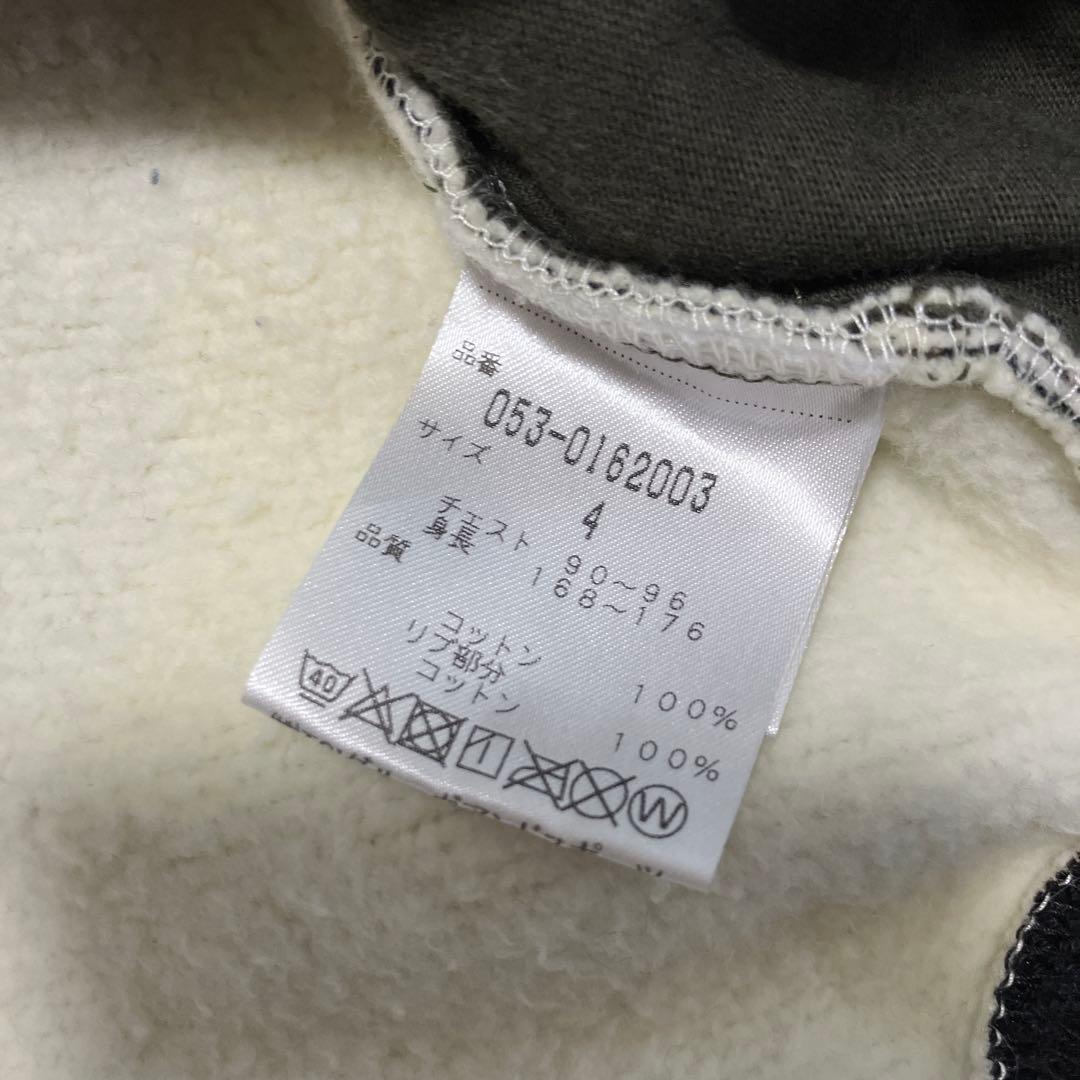 品番
053-0162003
サイズ
4
チェスト 90~96
身長 168~176
品質
コットン 100%
リブ部分
コットン 100%
40
W